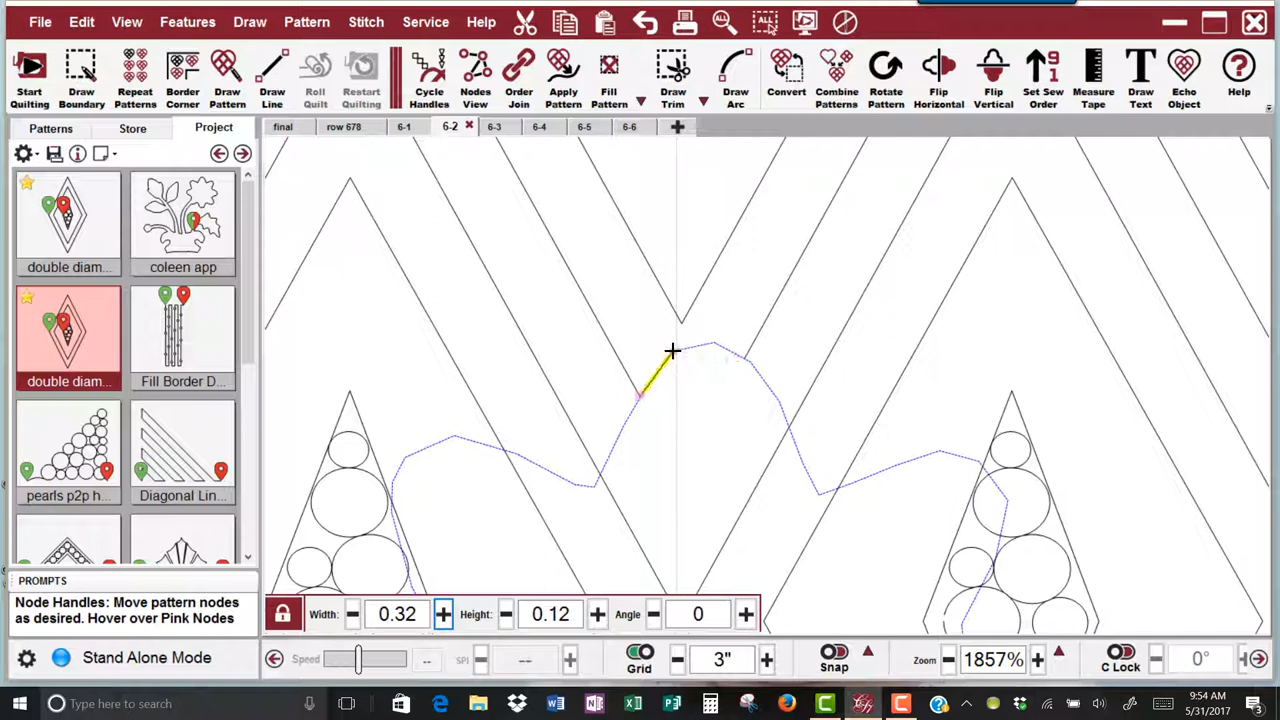 File Edit View Features Draw Pattern Stitch Service Help
ALL ALL
Start Quilting
Draw Boundary
Repeat Patterns
Border Corner
Draw Pattern
Draw Line
Roll Quilt
Restart Quilting
Cycle Handles
Nodes View
Order Join
Apply Pattern
Fill Pattern
Draw Trim
Draw Arc
Convert
Combine Patterns
Rotate Pattern
Flip Horizontal
Flip Vertical
Set Sew Order
Measure Tape
Draw Text
Echo Object
Help
Patterns Store Project
final row 678 6-1 6-2 6-3 6-4 6-5 6-6
double diam... coleen app
double diam... Fill Border D...
pearls p2p h... Diagonal Lin...
PROMPTS
Node Handles: Move pattern nodes
as desired. Hover over Pink Nodes
Width: 0.32 Height: 0.12 Angle 0
Stand Alone Mode Speed -- SPI -- Grid 3" Snap Zoom 1857% C Lock 0°
Type here to search
9:54 AM
5/31/2017
3